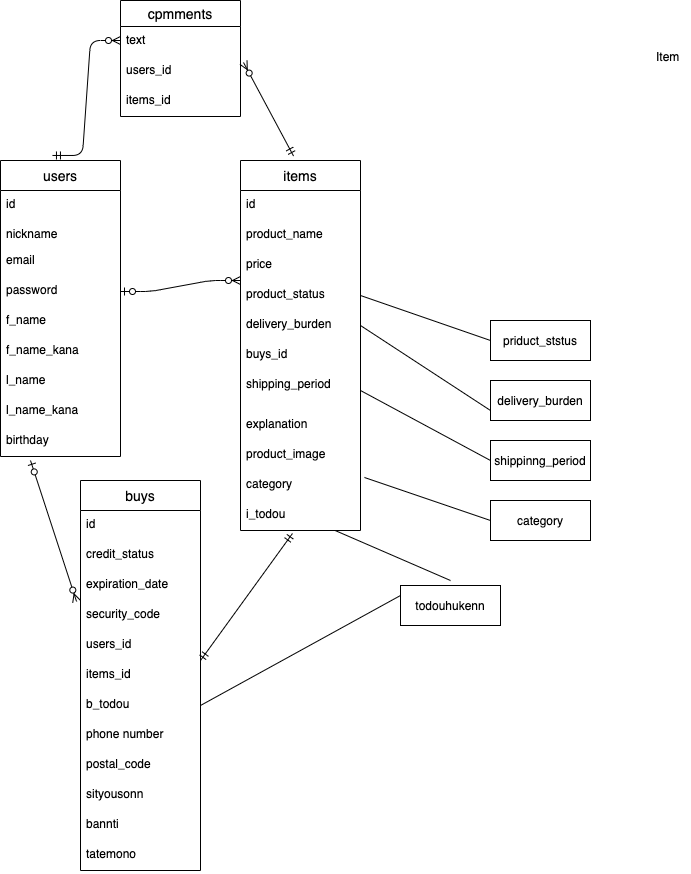 cpmments
text
users_id
items_id
Item
users
id
nickname
email
password
f_name
f_name_kana
l_name
l_name_kana
birthday
items
id
product_name
price
product_status
delivery_burden
buys_id
shipping_period
explanation
product_image
category
i_todou
priduct_ststus
delivery_burden
shippinng_period
category
todouhukenn
buys
id
credit_status
expiration_date
security_code
users_id
items_id
b_todou
phone number
postal_code
sityousonn
bannti
tatemono